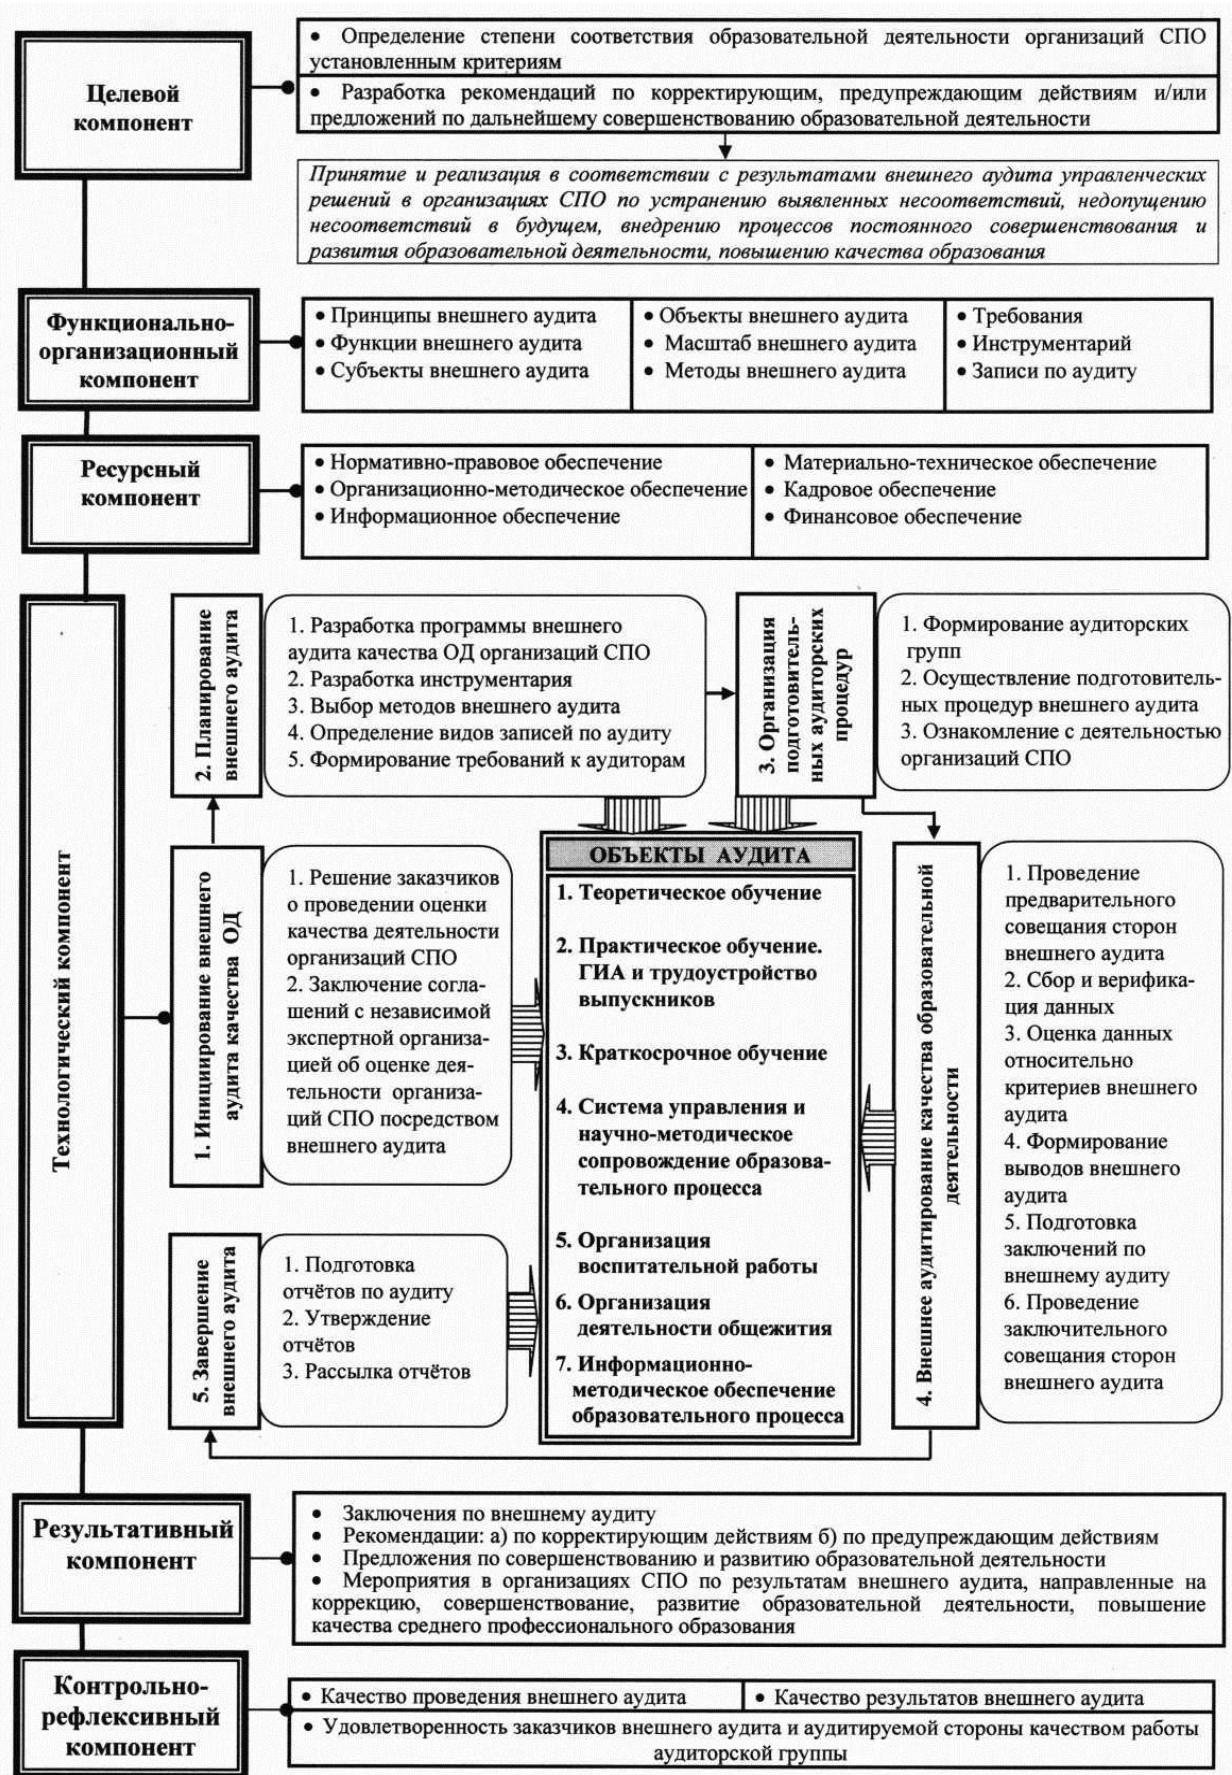 Целевой
компонент
• Определение степени соответствия образовательной деятельности организаций СПО
установленным критериям
• Разработка рекомендаций по корректирующим, предупреждающим действиям и/или
предложений по дальнейшему совершенствованию образовательной деятельности
Принятие и реализация в соответствии с результатами внешнего аудита управленческих
решений в организациях СПО по устранению выявленных несоответствий, недопущению
несоответствий в будущем, внедрению процессов постоянного совершенствования и
развития образовательной деятельности, повышению качества образования
Функционально-
организационный
компонент
• Принципы внешнего аудита
• Функции внешнего аудита
• Субъекты внешнего аудита
• Объекты внешнего аудита
• Масштаб внешнего аудита
• Методы внешнего аудита
• Требования
• Инструментарий
• Записи по аудиту
Ресурсный
компонент
• Нормативно-правовое обеспечение
• Организационно-методическое обеспечение
• Информационное обеспечение
• Материально-техническое обеспечение
• Кадровое обеспечение
• Финансовое обеспечение
Технологический компонент
2. Планирование
внешнего аудита
1. Разработка программы внешнего
аудита качества ОД организаций СПО
2. Разработка инструментария
3. Выбор методов внешнего аудита
4. Определение видов записей по аудиту
5. Формирование требований к аудиторам
3. Организация
подготовитель-
ных аудиторских
процедур
1. Формирование аудиторских
групп
2. Осуществление подготовитель-
ных процедур внешнего аудита
3. Ознакомление с деятельностью
организаций СПО
1. Инициирование внешнего
аудита качества ОД
1. Решение заказчиков
о проведении оценки
качества деятельности
организаций СПО
2. Заключение согла-
шений с независимой
экспертной организа-
цией об оценке дея-
тельности организа-
ций СПО посредством
внешнего аудита
ОБЪЕКТЫ АУДИТА
1. Теоретическое обучение
2. Практическое обучение.
ГИА и трудоустройство
выпускников
3. Краткосрочное обучение
4. Система управления и
научно-методическое
сопровождение образова-
тельного процесса
5. Организация
воспитательной работы
6. Организация
деятельности общежития
7. Информационно-
методическое обеспечение
образовательного процесса
4. Внешнее аудитирование качества образовательной
деятельности
1. Проведение
предварительного
совещания сторон
внешнего аудита
2. Сбор и верифика-
ция данных
3. Оценка данных
относительно
критериев внешнего
аудита
4. Формирование
выводов внешнего
аудита
5. Подготовка
заключений по
внешнему аудиту
6. Проведение
заключительного
совещания сторон
внешнего аудита
5. Завершение
внешнего аудита
1. Подготовка
отчётов по аудиту
2. Утверждение
отчётов
3. Рассылка отчётов
Результативный
компонент
• Заключения по внешнему аудиту
• Рекомендации: а) по корректирующим действиям б) по предупреждающим действиям
• Предложения по совершенствованию и развитию образовательной деятельности
• Мероприятия в организациях СПО по результатам внешнего аудита, направленные на
коррекцию, совершенствование, развитие образовательной деятельности, повышение
качества среднего профессионального образования
Контрольно-
рефлексивный
компонент
• Качество проведения внешнего аудита
• Качество результатов внешнего аудита
• Удовлетворенность заказчиков внешнего аудита и аудитируемой стороны качеством работы
аудиторской группы